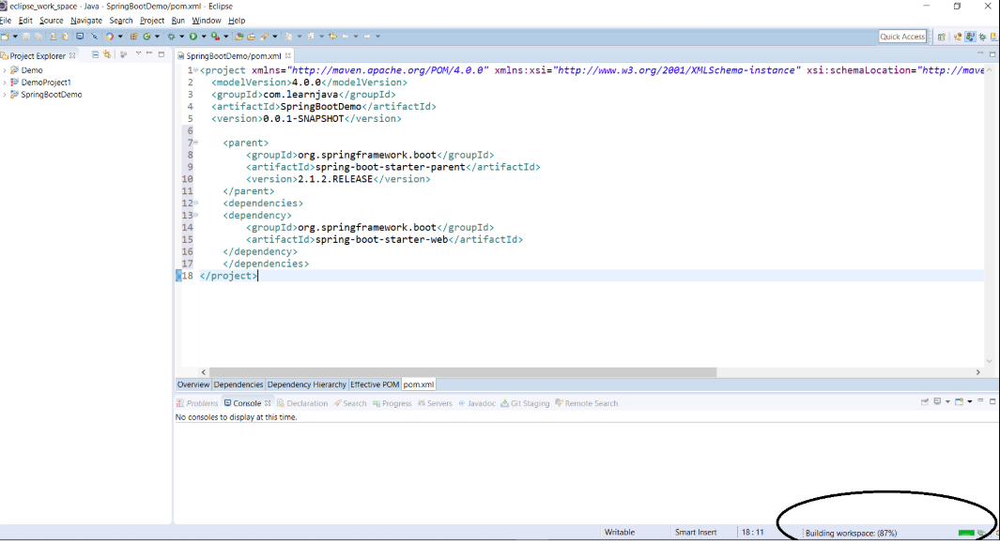 eclipse_work_space - Java - SpringBootDemo/pom.xml - Eclipse
File Edit Source Navigate Search Project Run Window Help
Quick Access
Project Explorer
Demo
DemoProject1
SpringBootDemo
SpringBootDemo/pom.xml
1 <project xmlns="http://maven.apache.org/POM/4.0.0" xmlns:xsi="http://www.w3.org/2001/XMLSchema-instance" xsi:schemaLocation="http://mave
2 <modelVersion>4.0.0</modelVersion>
3 <groupId>com.learnjava</groupId>
4 <artifactId>SpringBootDemo</artifactId>
5 <version>0.0.1-SNAPSHOT</version>
6
7 <parent>
8 <groupId>org.springframework.boot</groupId>
9 <artifactId>spring-boot-starter-parent</artifactId>
10 <version>2.1.2.RELEASE</version>
11 </parent>
12 <dependencies>
13 <dependency>
14 <groupId>org.springframework.boot</groupId>
15 <artifactId>spring-boot-starter-web</artifactId>
16 </dependency>
17 </dependencies>
18 </project>
Overview Dependencies Dependency Hierarchy Effective POM pom.xml
Problems Console Declaration Search Progress Servers Javadoc Git Staging Remote Search
No consoles to display at this time.
Writable Smart Insert 18 : 11 Building workspace: (87%)